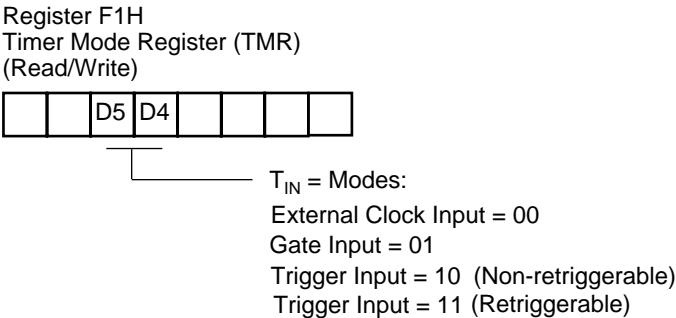 Register F1H
Timer Mode Register (TMR)
(Read/Write)
D5 D4
TIN = Modes:
External Clock Input = 00
Gate Input = 01
Trigger Input = 10 (Non-retriggerable)
Trigger Input = 11 (Retriggerable)